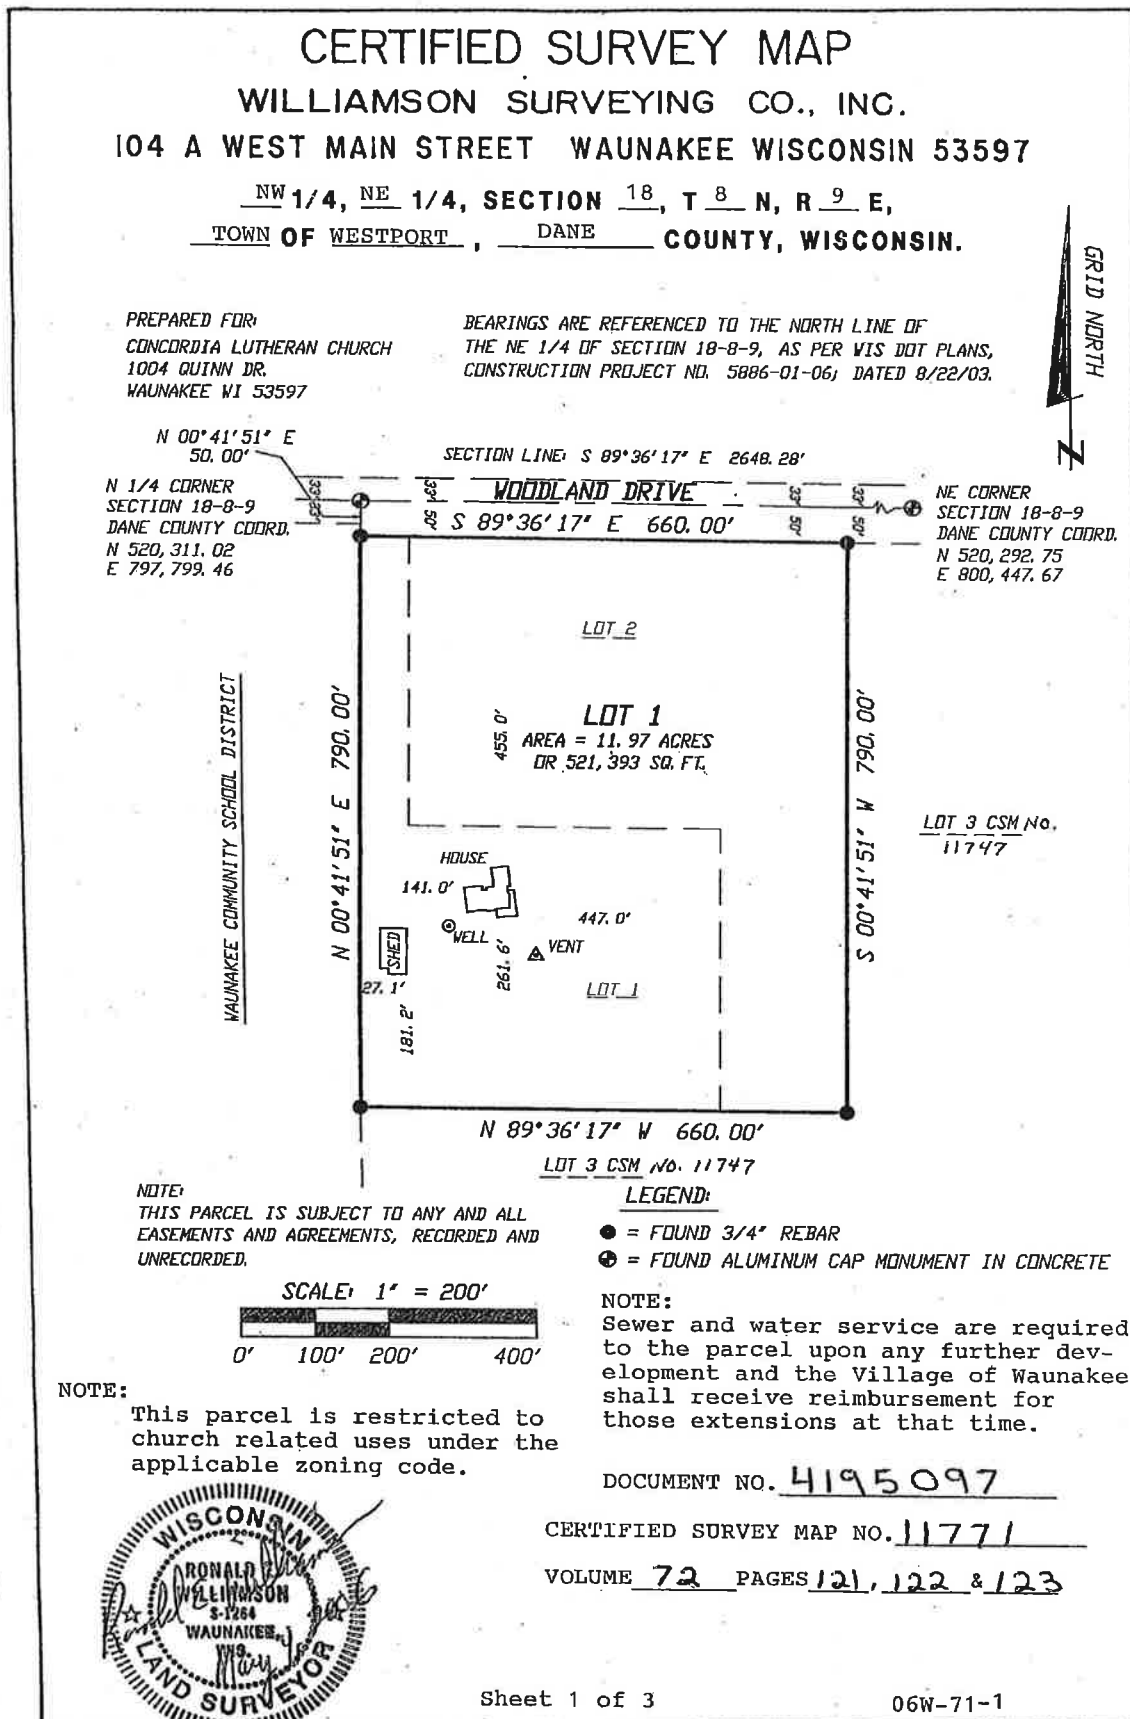 CERTIFIED SURVEY MAP
WILLIAMSON SURVEYING CO., INC.
104 A WEST MAIN STREET WAUNAKEE WISCONSIN 53597
NW 1/4, NE 1/4, SECTION 18, T 8 N, R 9 E,
TOWN OF WESTPORT, DANE COUNTY, WISCONSIN.
GRID NORTH
N
PREPARED FOR:
CONCORDIA LUTHERAN CHURCH
1004 QUINN DR.
WAUNAKEE WI 53597
BEARINGS ARE REFERENCED TO THE NORTH LINE OF
THE NE 1/4 OF SECTION 18-8-9, AS PER WIS DOT PLANS,
CONSTRUCTION PROJECT NO. 5886-01-06; DATED 8/22/03.
N 00°41'51" E
50.00'
SECTION LINE: S 89°36'17" E 2648.28'
N 1/4 CORNER
SECTION 18-8-9
DANE COUNTY COORD.
N 520,311.02
E 797,799.46
33'
33'
33'
33'
33'
WOODLAND DRIVE
50'
50'
50'
S 89°36'17" E 660.00'
NE CORNER
SECTION 18-8-9
DANE COUNTY COORD.
N 520,292.75
E 800,447.67
LOT 2
LOT 1
AREA = 11.97 ACRES
OR 521,393 SQ. FT.
455.0'
WAUNAKEE COMMUNITY SCHOOL DISTRICT
N 00°41'51" E 790.00'
S 00°41'51" W 790.00'
LOT 3 CSM No.
11747
HOUSE
141.0'
447.0'
WELL
VENT
SHED
261.6'
27.1'
LOT 1
181.2'
N 89°36'17" W 660.00'
LOT 3 CSM No. 11747
NOTE:
THIS PARCEL IS SUBJECT TO ANY AND ALL
EASEMENTS AND AGREEMENTS, RECORDED AND
UNRECORDED.
LEGEND:
= FOUND 3/4" REBAR
= FOUND ALUMINUM CAP MONUMENT IN CONCRETE
SCALE: 1" = 200'
0' 100' 200' 400'
NOTE:
Sewer and water service are required
to the parcel upon any further dev-
elopment and the Village of Waunakee
shall receive reimbursement for
those extensions at that time.
NOTE:
This parcel is restricted to
church related uses under the
applicable zoning code.
DOCUMENT NO. 4195097
CERTIFIED SURVEY MAP NO. 11771
VOLUME 72 PAGES 121, 122 & 123
WISCONSIN
RONALD
WILLIAMSON
S-1264
WAUNAKEE,
WIS.
LAND SURVEYOR
Sheet 1 of 3
06W-71-1